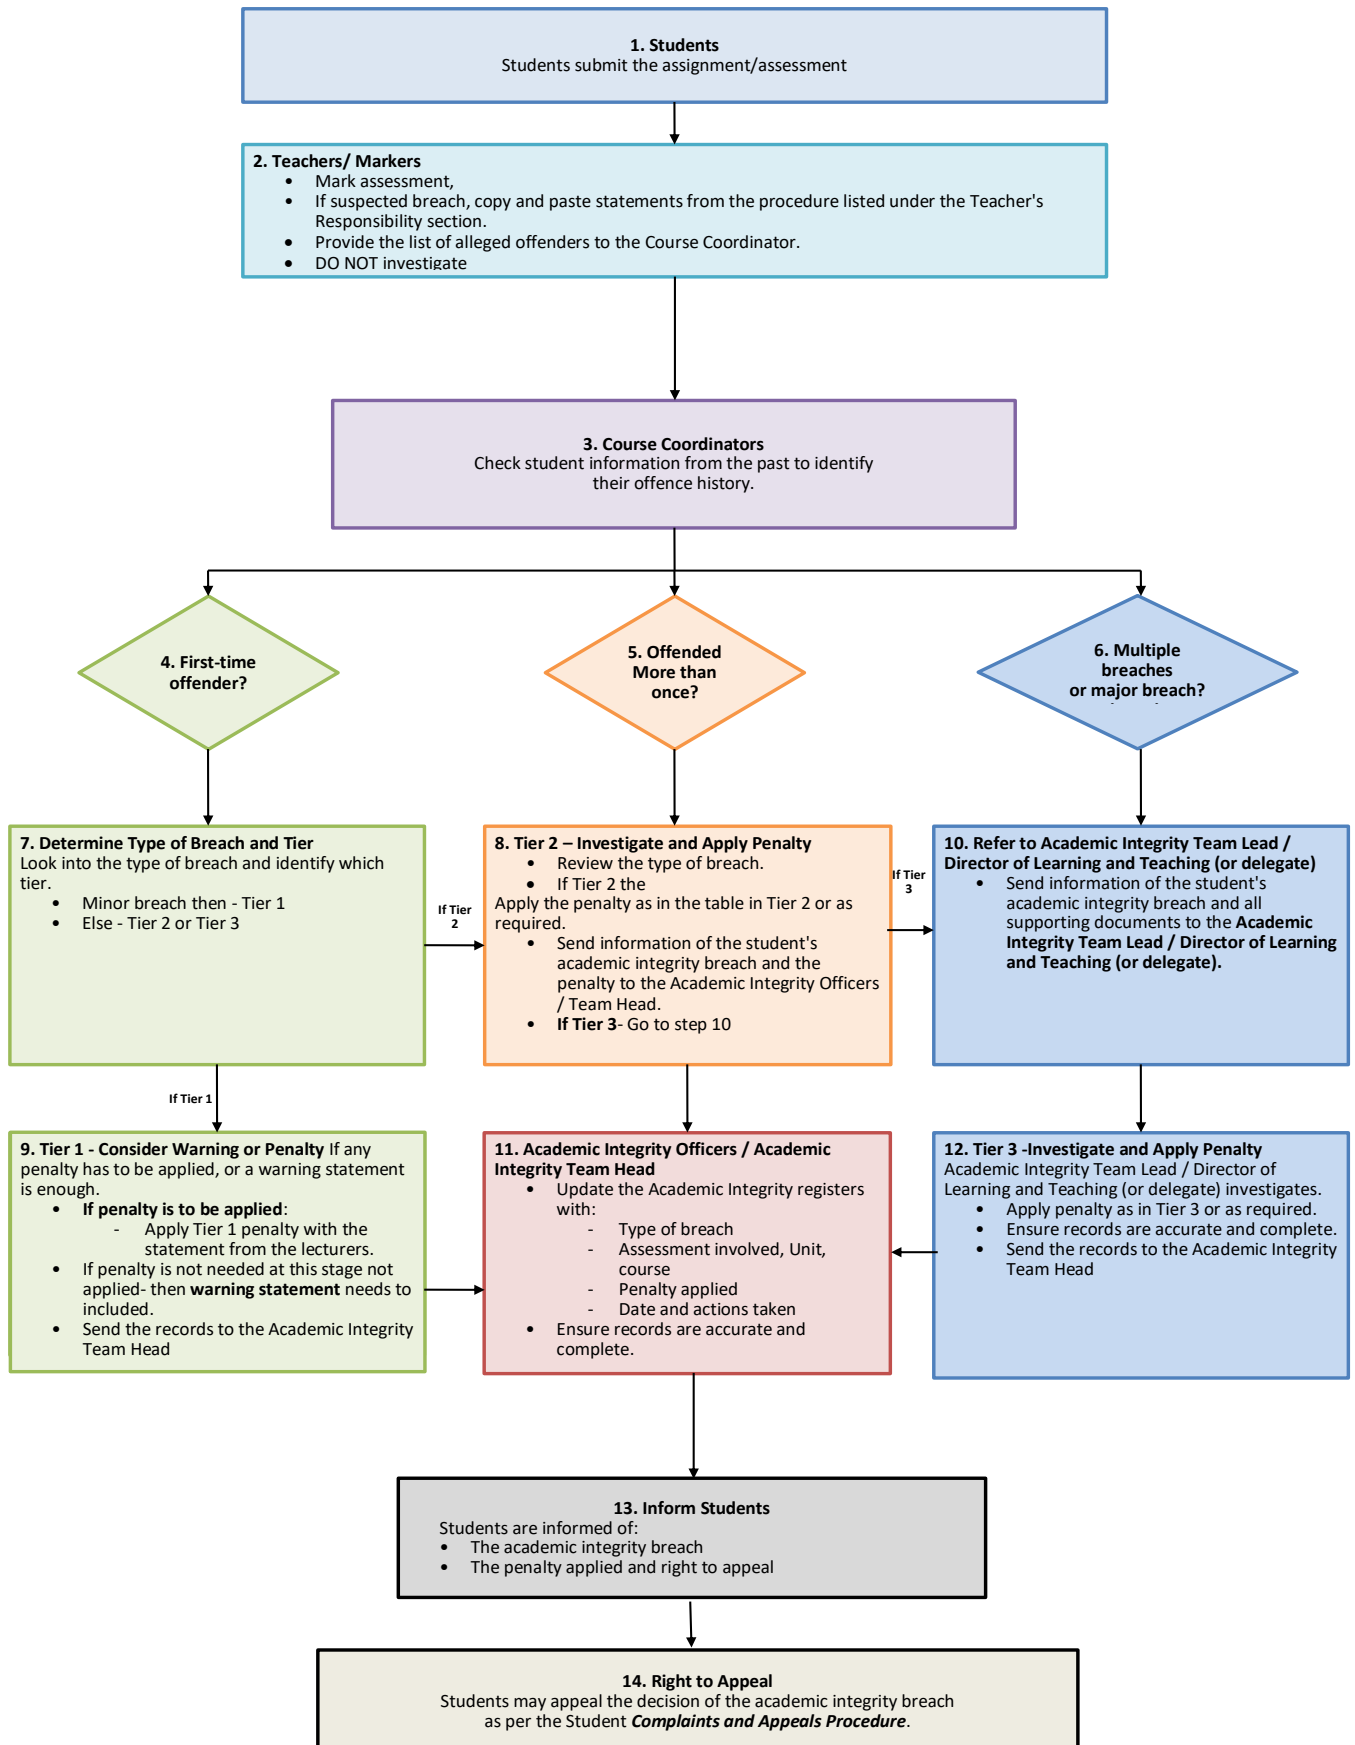 1. Students
Students submit the assignment/assessment
2. Teachers/ Markers
• Mark assessment,
• If suspected breach, copy and paste statements from the procedure listed under the Teacher's
Responsibility section.
• Provide the list of alleged offenders to the Course Coordinator.
• DO NOT investigate
3. Course Coordinators
Check student information from the past to identify
their offence history.
4. First-time
offender?
5. Offended
More than
once?
6. Multiple
breaches
or major breach?
7. Determine Type of Breach and Tier
Look into the type of breach and identify which
tier.
• Minor breach then - Tier 1
• Else - Tier 2 or Tier 3
If Tier
2
8. Tier 2 – Investigate and Apply Penalty
• Review the type of breach.
• If Tier 2 the
Apply the penalty as in the table in Tier 2 or as
required.
• Send information of the student's
academic integrity breach and the
penalty to the Academic Integrity Officers
/ Team Head.
• If Tier 3- Go to step 10
If Tier
3
10. Refer to Academic Integrity Team Lead /
Director of Learning and Teaching (or delegate)
• Send information of the student's
academic integrity breach and all
supporting documents to the Academic
Integrity Team Lead / Director of Learning
and Teaching (or delegate).
If Tier 1
9. Tier 1 - Consider Warning or Penalty If any
penalty has to be applied, or a warning statement
is enough.
• If penalty is to be applied:
- Apply Tier 1 penalty with the
statement from the lecturers.
• If penalty is not needed at this stage not
applied- then warning statement needs to
included.
• Send the records to the Academic Integrity
Team Head
11. Academic Integrity Officers / Academic
Integrity Team Head
• Update the Academic Integrity registers
with:
- Type of breach
- Assessment involved, Unit,
course
- Penalty applied
- Date and actions taken
• Ensure records are accurate and
complete.
12. Tier 3 -Investigate and Apply Penalty
Academic Integrity Team Lead / Director of
Learning and Teaching (or delegate) investigates.
• Apply penalty as in Tier 3 or as required.
• Ensure records are accurate and complete.
• Send the records to the Academic Integrity
Team Head
13. Inform Students
Students are informed of:
• The academic integrity breach
• The penalty applied and right to appeal
14. Right to Appeal
Students may appeal the decision of the academic integrity breach
as per the Student Complaints and Appeals Procedure.